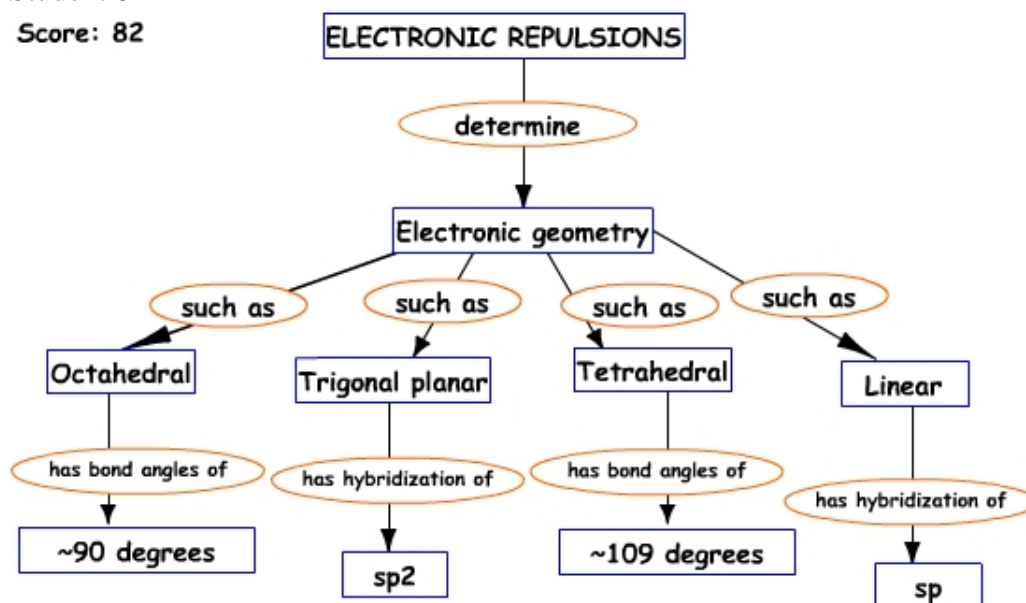 Score: 82
ELECTRONIC REPULSIONS
determine
Electronic geometry
such as
such as
such as
such as
Octahedral
Trigonal planar
Tetrahedral
Linear
has bond angles of
has hybridization of
has bond angles of
has hybridization of
~90 degrees
sp2
~109 degrees
sp